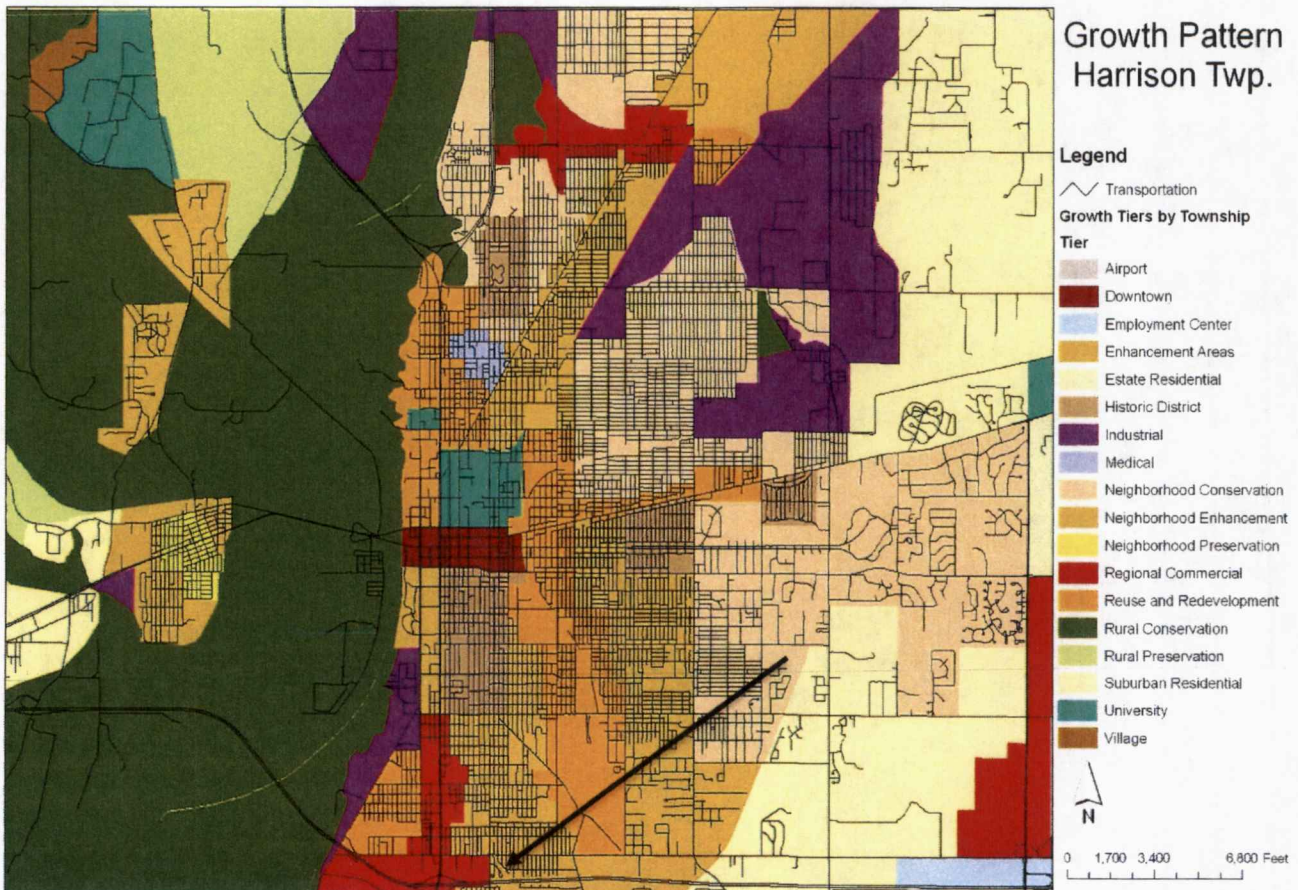 Growth Pattern
Harrison Twp.
Legend
Transportation
Growth Tiers by Township
Tier
Airport
Downtown
Employment Center
Enhancement Areas
Estate Residential
Historic District
Industrial
Medical
Neighborhood Conservation
Neighborhood Enhancement
Neighborhood Preservation
Regional Commercial
Reuse and Redevelopment
Rural Conservation
Rural Preservation
Suburban Residential
University
Village
N
0 1,700 3,400 6,800 Feet